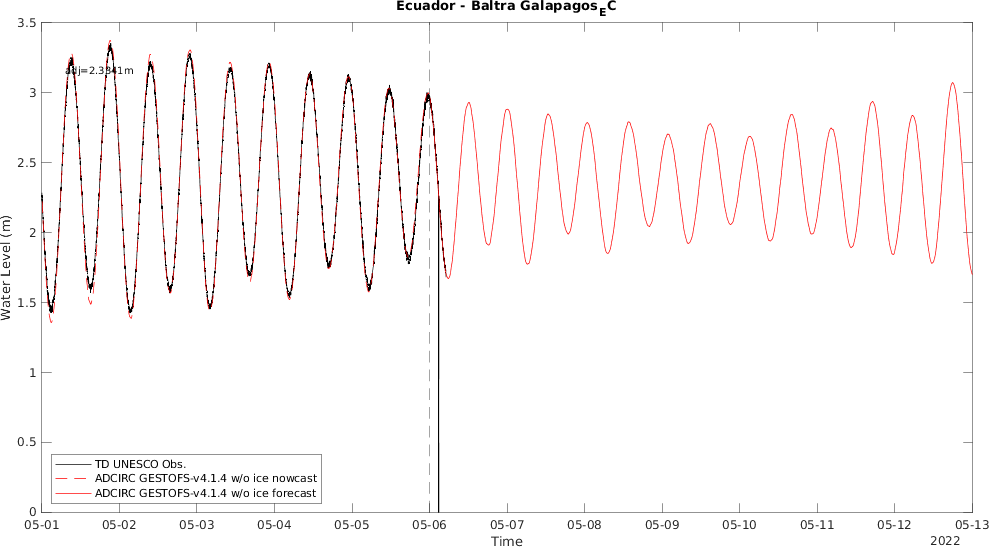 Ecuador - Baltra Galapagos_EC
3.5
3
2.5
2
1.5
1
0.5
0
Water Level (m)
adj=2.3341m
TD UNESCO Obs.
ADCIRC GESTOFS-v4.1.4 w/o ice nowcast
ADCIRC GESTOFS-v4.1.4 w/o ice forecast
05-01 05-02 05-03 05-04 05-05 05-06 05-07 05-08 05-09 05-10 05-11 05-12 05-13
Time
2022